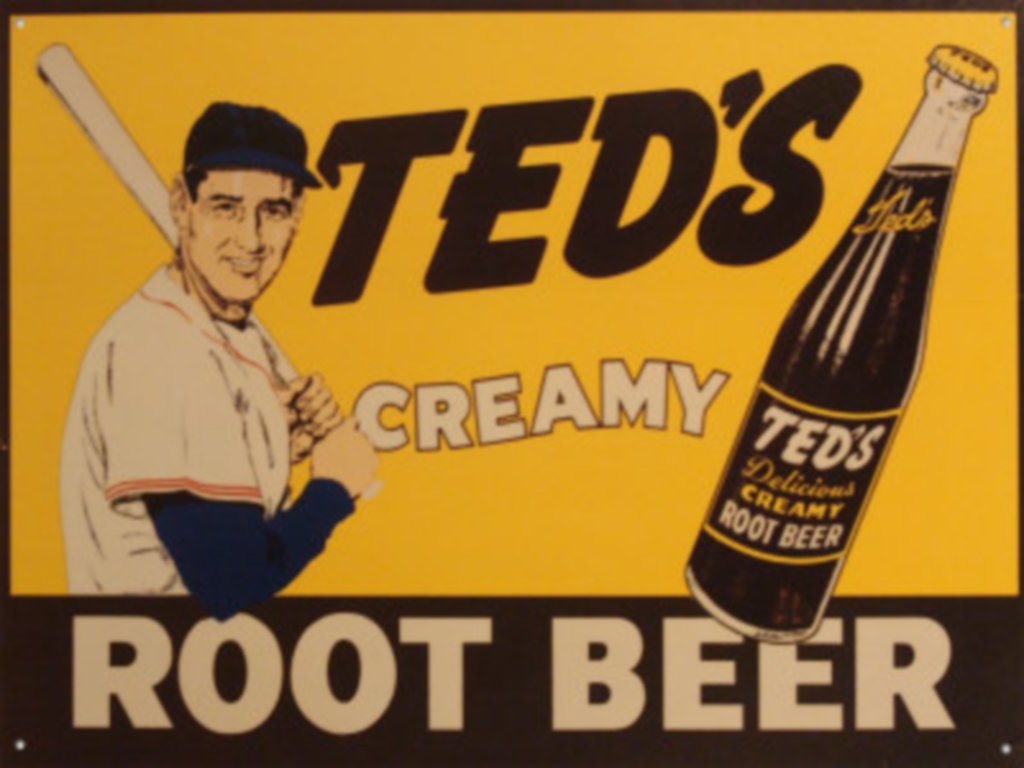 TED'S
CREAMY
ROOT BEER
Ted's
TED'S
Delicious
CREAMY
ROOT BEER